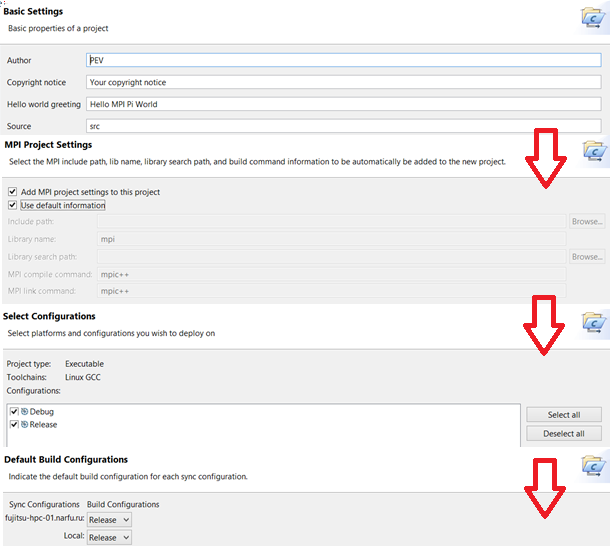 Basic Settings
Basic properties of a project
Author PEV
Copyright notice Your copyright notice
Hello world greeting Hello MPI Pi World
Source src
MPI Project Settings
Select the MPI include path, lib name, library search path, and build command information to be automatically be added to the new project.
Add MPI project settings to this project
Use default information
Include path: Browse...
Library name: mpi
Library search path: Browse...
MPI compile command: mpic++
MPI link command: mpic++
Select Configurations
Select platforms and configurations you wish to deploy on
Project type: Executable
Toolchains: Linux GCC
Configurations:
Debug
Release
Select all
Deselect all
Default Build Configurations
Indicate the default build configuration for each sync configuration.
Sync Configurations Build Configurations
fujitsu-hpc-01.narfu.ru: Release
Local: Release